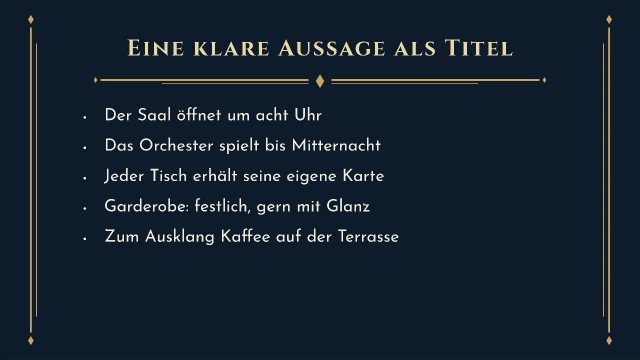 Eine klare Aussage als Titel
Der Saal öffnet um acht Uhr
Das Orchester spielt bis Mitternacht
Jeder Tisch erhält seine eigene Karte
Garderobe: festlich, gern mit Glanz
Zum Ausklang Kaffee auf der Terrasse